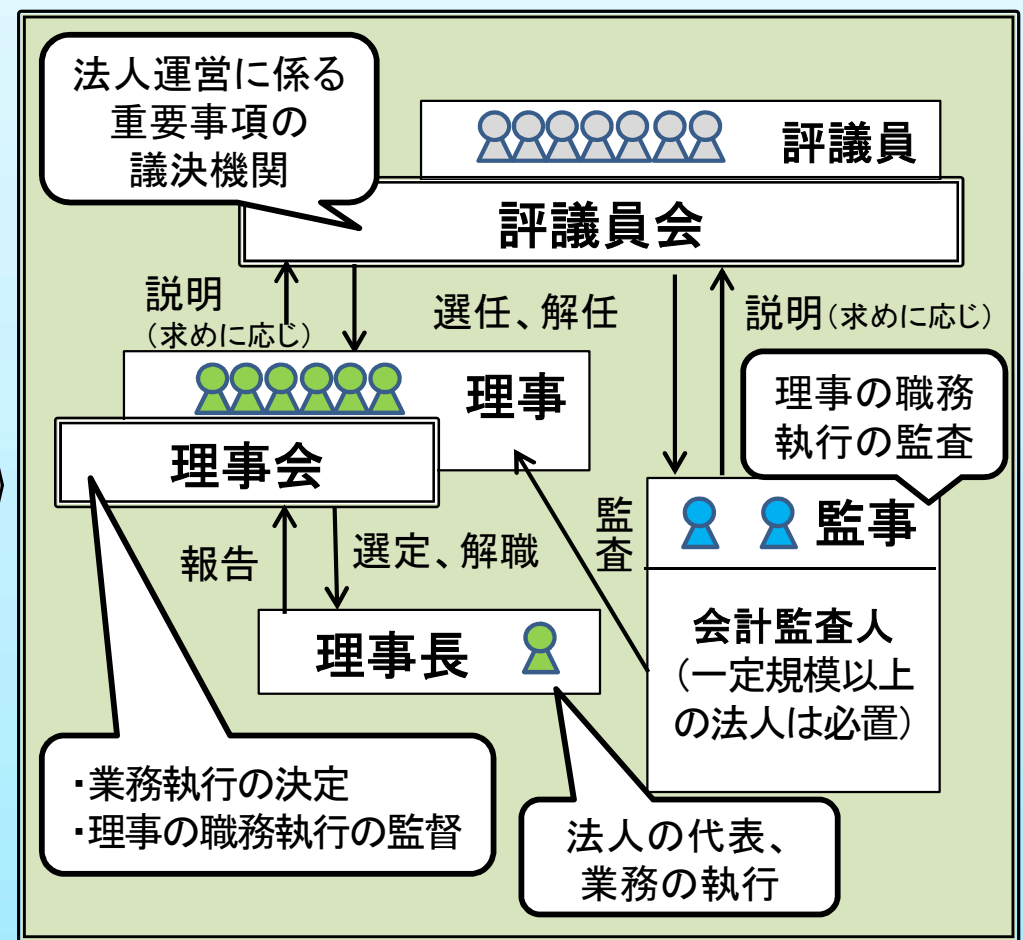 法人運営に係る
重要事項の
議決機関
評議員
評議員会
説明
（求めに応じ）
選任、解任
説明（求めに応じ）
理事
理事会
理事の職務
執行の監査
監査
監事
報告
選定、解職
会計監査人
（一定規模以上
の法人は必置）
理事長
・業務執行の決定
・理事の職務執行の監督
法人の代表、
業務の執行